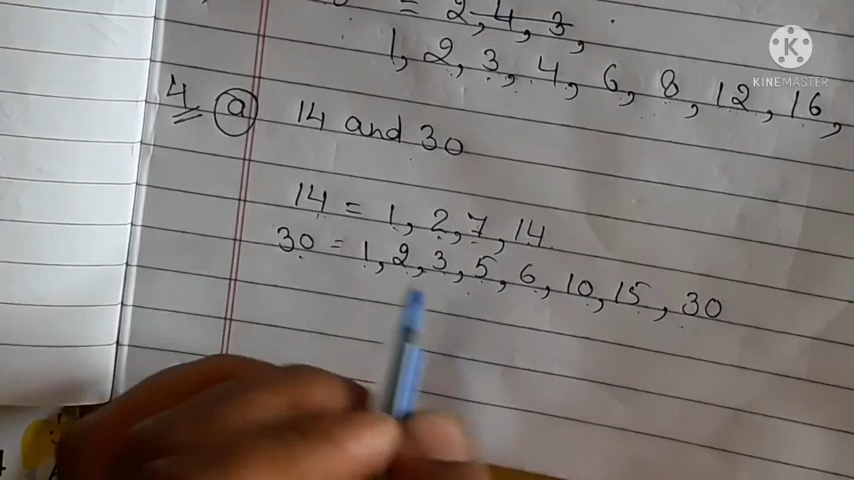 = 2, 4, 3,
1, 2, 3, 4, 6, 8, 12, 16,
KINEMASTER
4 a 14 and 30
14 = 1, 2, 7, 14
30 = 1, 2, 3, 5, 6, 10, 15, 30